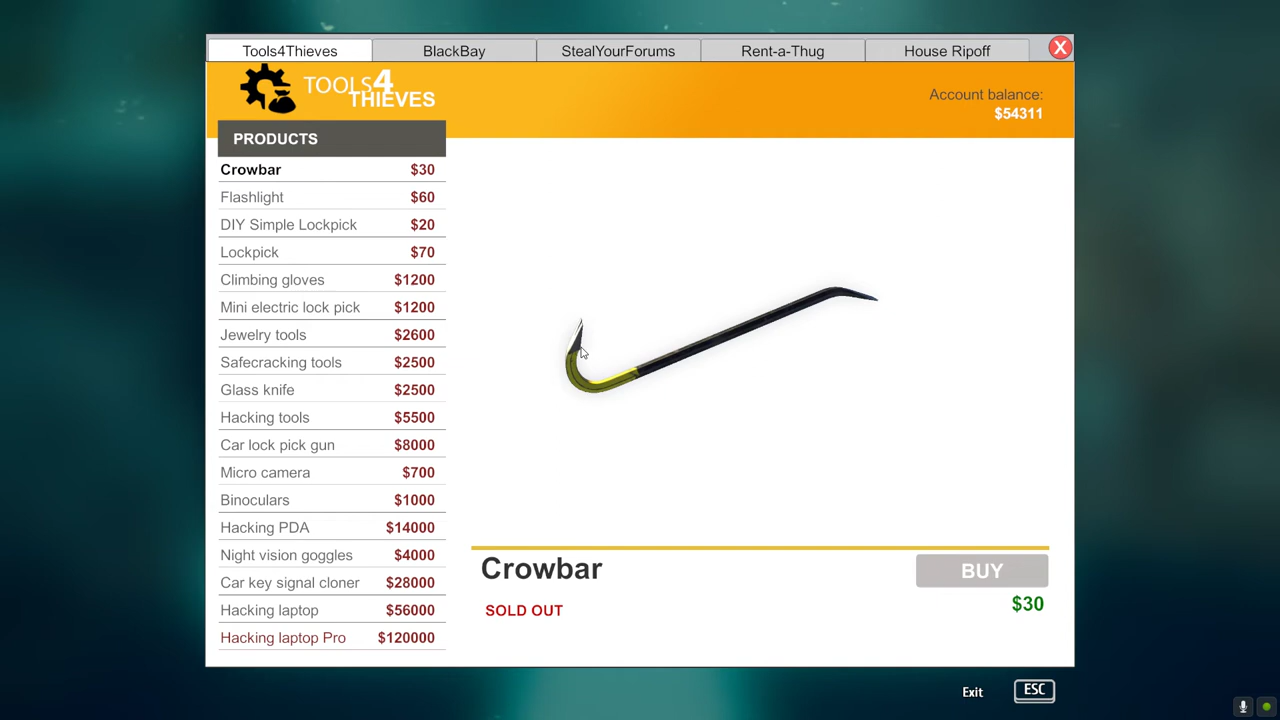 Tools4Thieves BlackBay StealYourForums Rent-a-Thug House Ripoff X
TOOLS 4 THIEVES
Account balance:
$54311
PRODUCTS
Crowbar $30
Flashlight $60
DIY Simple Lockpick $20
Lockpick $70
Climbing gloves $1200
Mini electric lock pick $1200
Jewelry tools $2600
Safecracking tools $2500
Glass knife $2500
Hacking tools $5500
Car lock pick gun $8000
Micro camera $700
Binoculars $1000
Hacking PDA $14000
Night vision goggles $4000
Car key signal cloner $28000
Hacking laptop $56000
Hacking laptop Pro $120000
Crowbar
BUY
SOLD OUT
$30
Exit ESC